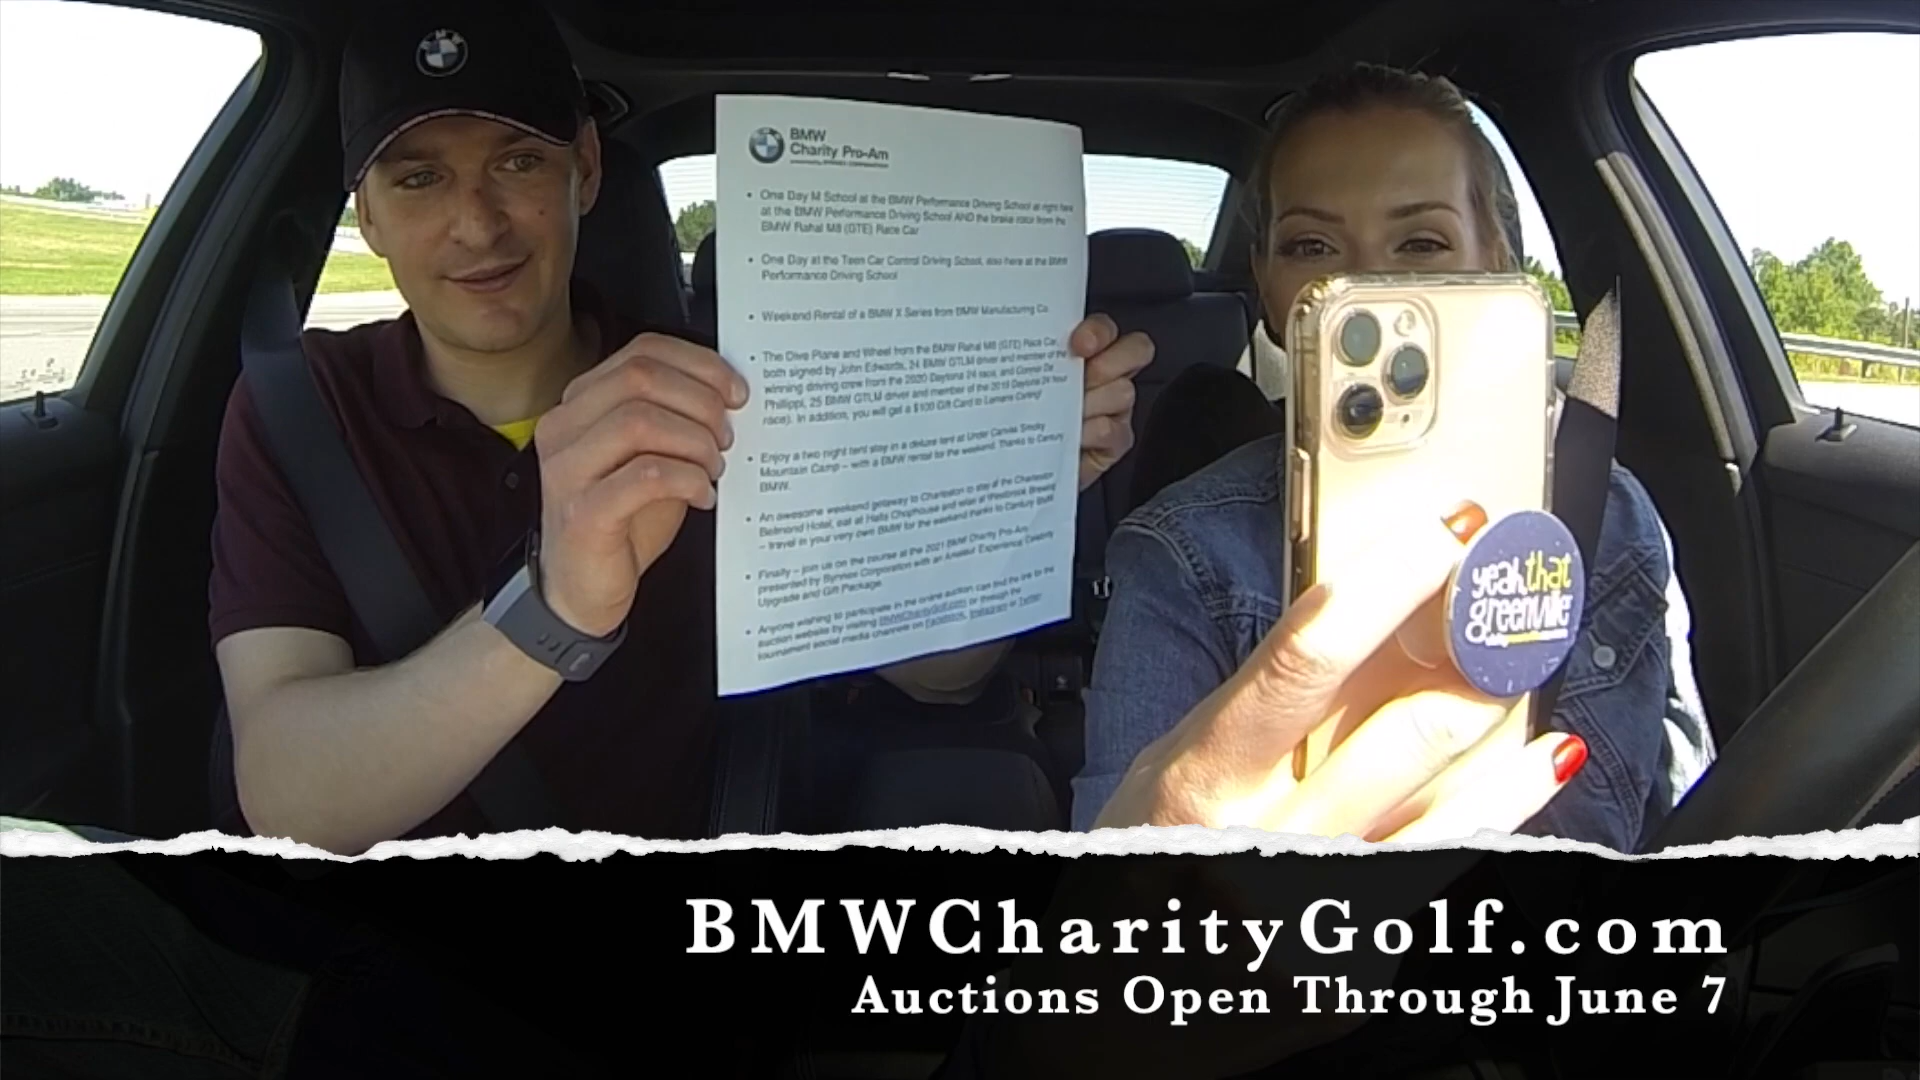 BMW
BMW
Charity Pro-Am
presented by SYNNEX CORPORATION
• One Day M School at the BMW Performance Driving School at right here
at the BMW Performance Driving School AND the brake rotor from the
BMW Rahal M8 (GTE) Race Car
• One Day at the Teen Car Control Driving School, also here at the BMW
Performance Driving School
• Weekend Rental of a BMW X Series from BMW Manufacturing Co.
• The Dive Plane and Wheel from the BMW Rahal M8 (GTE) Race Car,
both signed by John Edwards, 24 BMW GTLM driver and member of the
winning driving crew from the 2020 Daytona 24 race, and Connor De
Phillippi, 25 BMW GTLM driver and member of the 2019 Daytona 24 hour
race). In addition, you will get a $100 Gift Card to Lemans Carting!
• Enjoy a two night tent stay in a deluxe tent at Under Canvas Smoky
Mountain Camp – with a BMW rental for the weekend. Thanks to Century
BMW.
• An awesome weekend getaway to Charleston to stay at the Charleston
Belmond Hotel, eat at Halls Chophouse and relax at Westbrook Brewing
– travel in your very own BMW for the weekend thanks to Century BMW.
• Finally – join us on the course at the 2021 BMW Charity Pro-Am
presented by Synnex Corporation with an Amateur Experience Celebrity
Upgrade and Gift Package.
• Anyone wishing to participate in the online auction can find the link to the
auction website by visiting BMWCharityGolf.com or through the
tournament social media channels on Facebook, Instagram or Twitter.
yeah,that
greenville
BMWCharityGolf.com
Auctions Open Through June 7